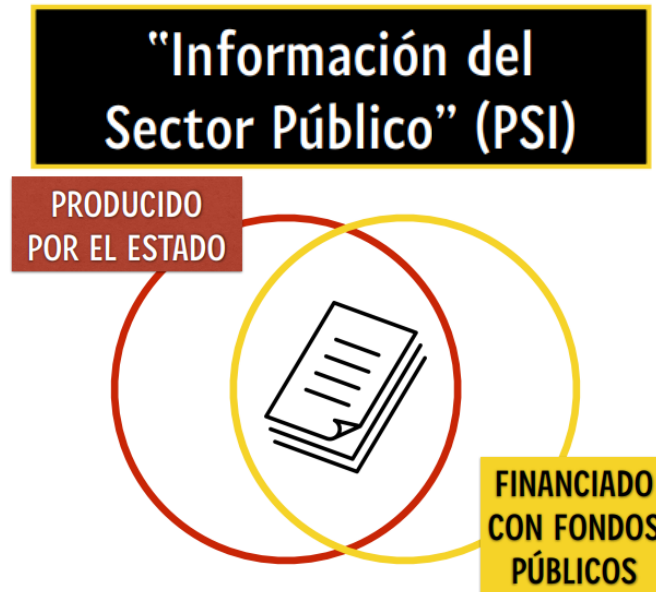 “Información del
Sector Público” (PSI)
PRODUCIDO
POR EL ESTADO
FINANCIADO
CON FONDOS
PÚBLICOS